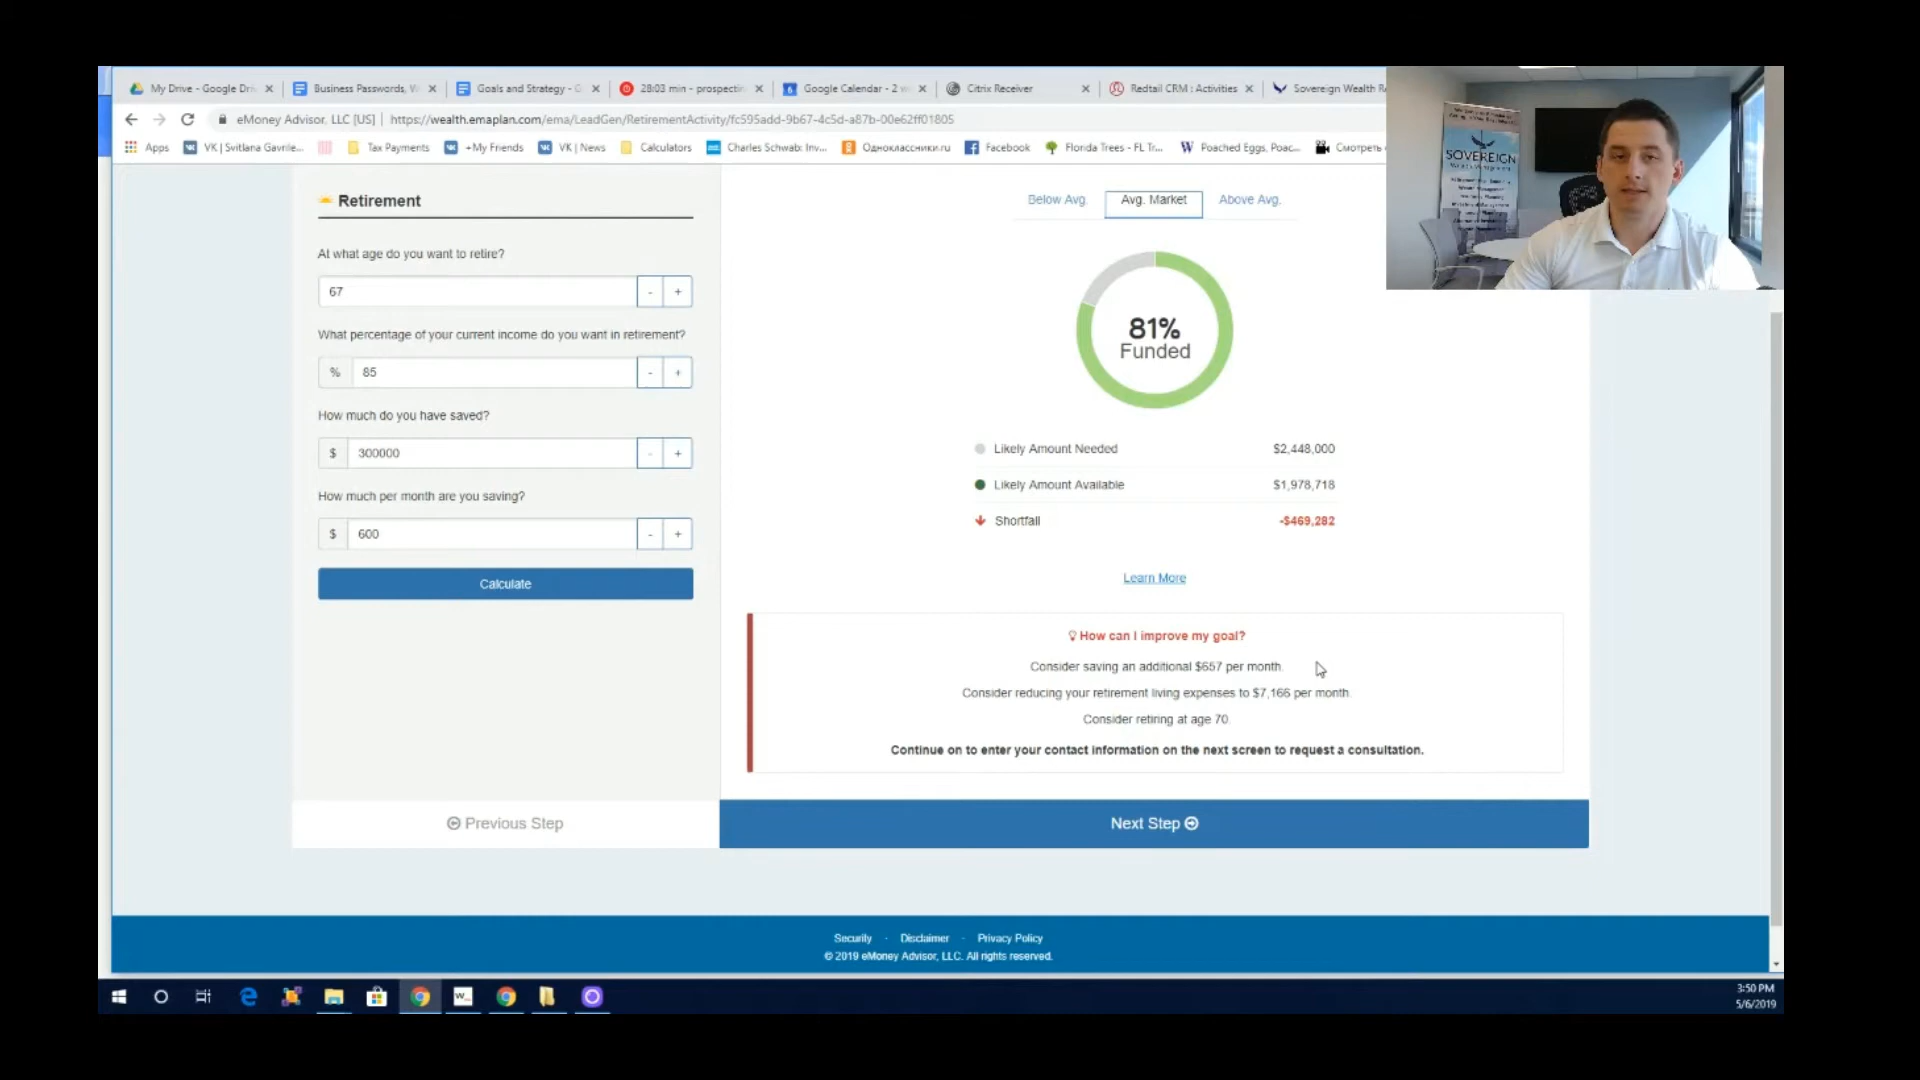 My Drive - Google Dri
Business Passwords, W
Goals and Strategy - G
28:03 min - prospectin
Google Calendar - 2 w
Citrix Receiver
Redtail CRM : Activities
Sovereign Wealth R
eMoney Advisor, LLC [US] | https://wealth.emaplan.com/ema/LeadGen/RetirementActivity/fc595add-9b67-4c5d-a87b-00e62ff01805
Apps
VK | Svitlana Gavrile...
Tax Payments
+My Friends
VK | News
Calculators
Charles Schwab: Inv...
Одноклассники.ru
Facebook
Florida Trees - FL Tr...
Poached Eggs, Poac...
Смотреть
SOVEREIGN
Retirement
At what age do you want to retire?
67
- +
What percentage of your current income do you want in retirement?
% 85
- +
How much do you have saved?
$ 300000
- +
How much per month are you saving?
$ 600
- +
Calculate
Previous Step
Below Avg.
Avg. Market
Above Avg.
81%
Funded
Likely Amount Needed $2,448,000
Likely Amount Available $1,978,718
Shortfall -$469,282
Learn More
How can I improve my goal?
Consider saving an additional $657 per month.
Consider reducing your retirement living expenses to $7,166 per month
Consider retiring at age 70.
Continue on to enter your contact information on the next screen to request a consultation.
Next Step
Security - Disclaimer - Privacy Policy
© 2019 eMoney Advisor, LLC. All rights reserved.
3:50 PM
5/6/2019